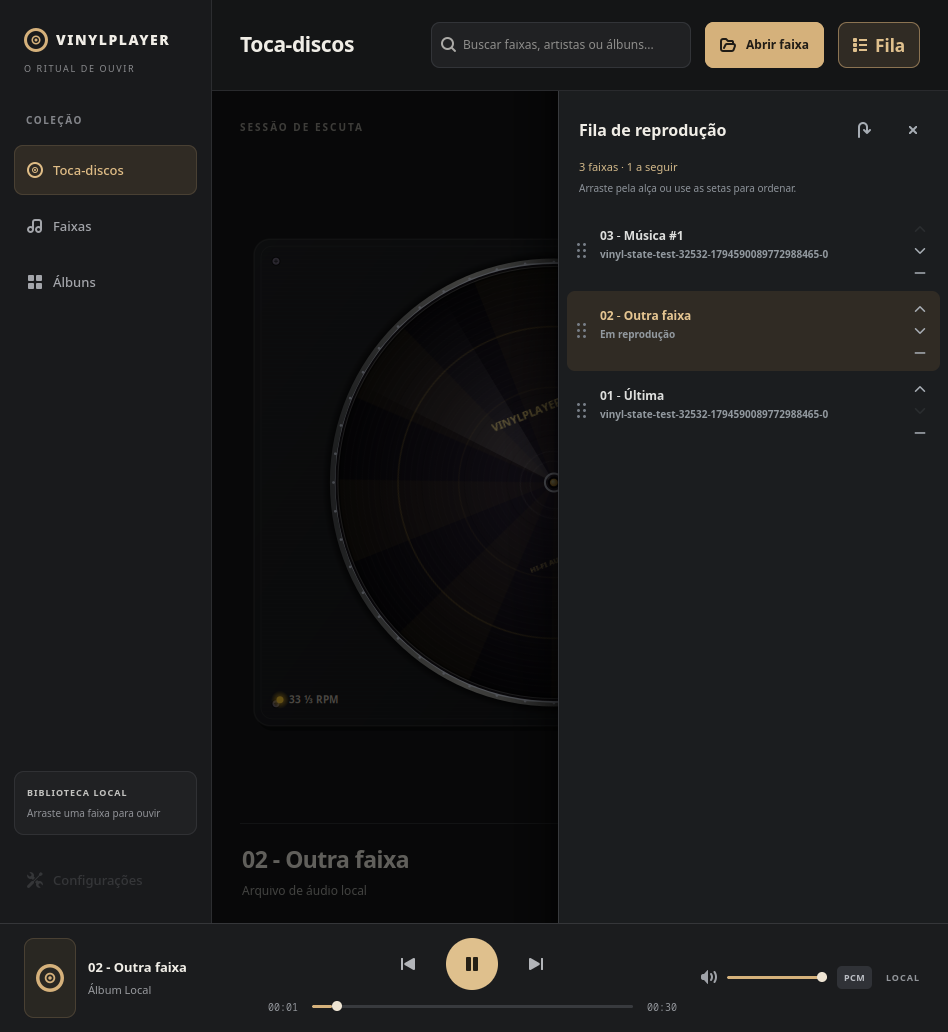 VINYLPLAYER
O RITUAL DE OUVIR
COLEÇÃO
Toca-discos
Faixas
Álbuns
BIBLIOTECA LOCAL
Arraste uma faixa para ouvir
Configurações
Toca-discos
Buscar faixas, artistas ou álbuns...
Abrir faixa
Fila
SESSÃO DE ESCUTA
VINYLPLAYER
33 ⅓ RPM
02 - Outra faixa
Arquivo de áudio local
Fila de reprodução
3 faixas · 1 a seguir
Arraste pela alça ou use as setas para ordenar.
03 - Música #1
vinyl-state-test-32532-1794590089772988465-0
02 - Outra faixa
Em reprodução
01 - Última
vinyl-state-test-32532-1794590089772988465-0
02 - Outra faixa
Álbum Local
00:01
00:30
PCM
LOCAL